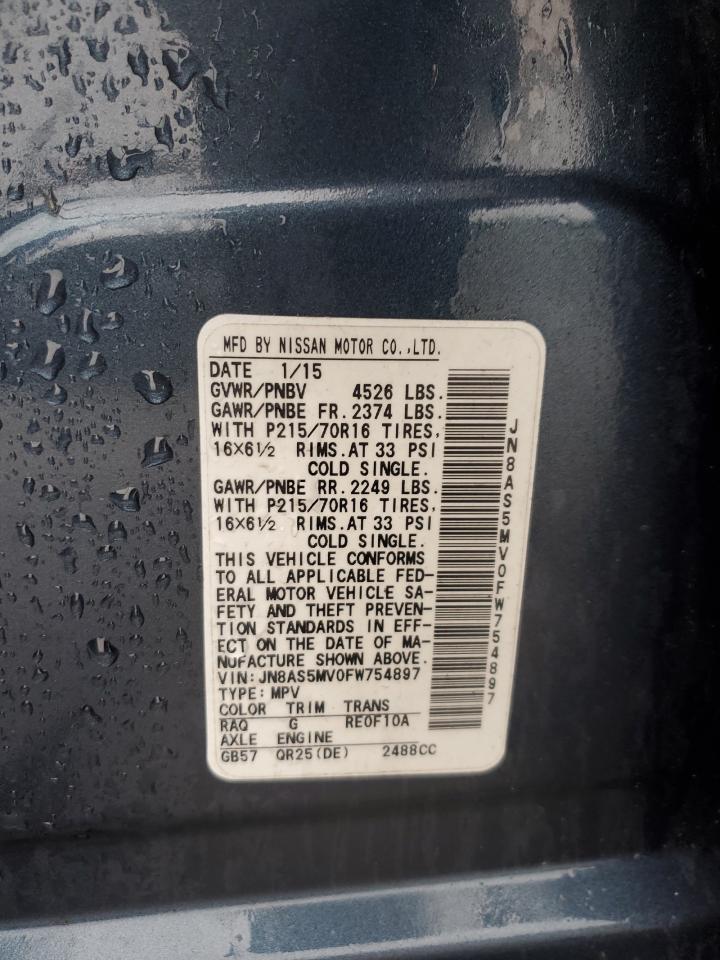 MFD BY NISSAN MOTOR CO.,LTD.
DATE 1/15
GVWR/PNBV 4526 LBS.
GAWR/PNBE FR. 2374 LBS.
WITH P215/70R16 TIRES,
16X6½ RIMS.AT 33 PSI
COLD SINGLE.
GAWR/PNBE RR. 2249 LBS.
WITH P215/70R16 TIRES,
16X6½ RIMS.AT 33 PSI
COLD SINGLE.
THIS VEHICLE CONFORMS
TO ALL APPLICABLE FED-
ERAL MOTOR VEHICLE SA-
FETY AND THEFT PREVEN-
TION STANDARDS IN EFF-
ECT ON THE DATE OF MA-
NUFACTURE SHOWN ABOVE.
VIN: JN8AS5MV0FW754897
TYPE: MPV
COLOR TRIM TRANS
RAQ G RE0F10A
AXLE ENGINE
GB57 QR25(DE) 2488CC
JN8AS5MV0FW754897